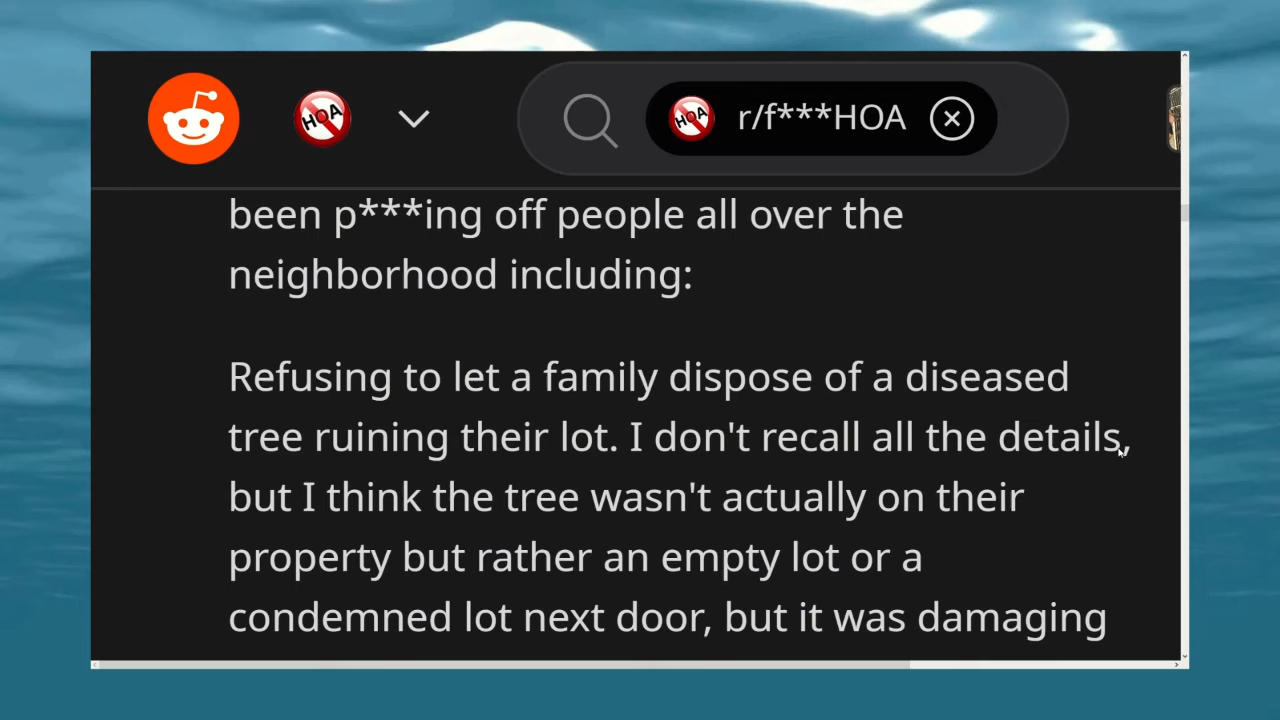 HOA
HOA r/f***HOA
been p***ing off people all over the
neighborhood including:
Refusing to let a family dispose of a diseased
tree ruining their lot. I don't recall all the details,
but I think the tree wasn't actually on their
property but rather an empty lot or a
condemned lot next door, but it was damaging